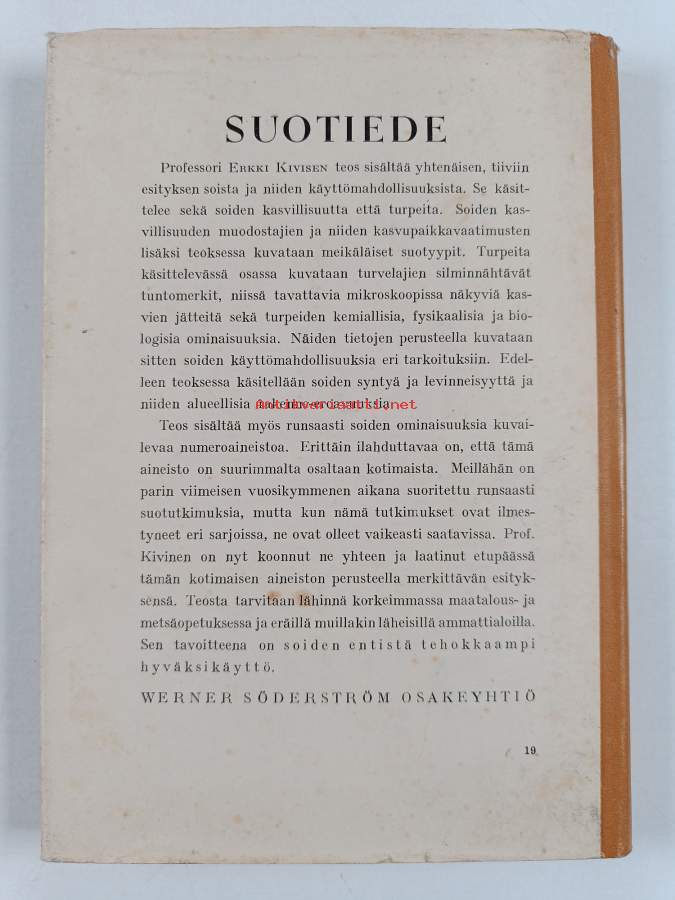 SUOTIEDE
Professori ERKKI KIVISEN teos sisältää yhtenäisen, tiiviin
esityksen soista ja niiden käyttömahdollisuuksista. Se käsit-
telee sekä soiden kasvillisuutta että turpeita. Soiden kas-
villisuuden muodostajien ja niiden kasvupaikkavaatimusten
lisäksi teoksessa kuvataan meikäläiset suotyypit. Turpeita
käsittelevässä osassa kuvataan turvelajien silminnähtävät
tuntomerkit, niissä tavattavia mikroskoopissa näkyviä kas-
vien jätteitä sekä turpeiden kemiallisia, fysikaalisia ja bio-
logisia ominaisuuksia. Näiden tietojen perusteella kuvataan
sitten soiden käyttömahdollisuuksia eri tarkoituksiin. Edel-
leen teoksessa käsitellään soiden syntyä ja levinneisyyttä ja
niiden alueellisia
antikvariaatti.net
Teos sisältää myös runsaasti soiden ominaisuuksia kuvai-
levaa numeroaineistoa. Erittäin ilahduttavaa on, että tämä
aineisto on suurimmalta osaltaan kotimaista. Meillähän on
parin viimeisen vuosikymmenen aikana suoritettu runsaasti
suotutkimuksia, mutta kun nämä tutkimukset ovat ilmes-
tyneet eri sarjoissa, ne ovat olleet vaikeasti saatavissa. Prof.
Kivinen on nyt koonnut ne yhteen ja laatinut etupäässä
tämän kotimaisen aineiston perusteella merkittävän esityk-
sensä. Teosta tarvitaan lähinnä korkeimmassa maatalous- ja
metsäopetuksessa ja eräillä muillakin läheisillä ammattialoilla.
Sen tavoitteena on soiden entistä tehokkaampi
hyväksikäyttö.
WERNER SÖDERSTRÖM OSAKEYHTIÖ
19